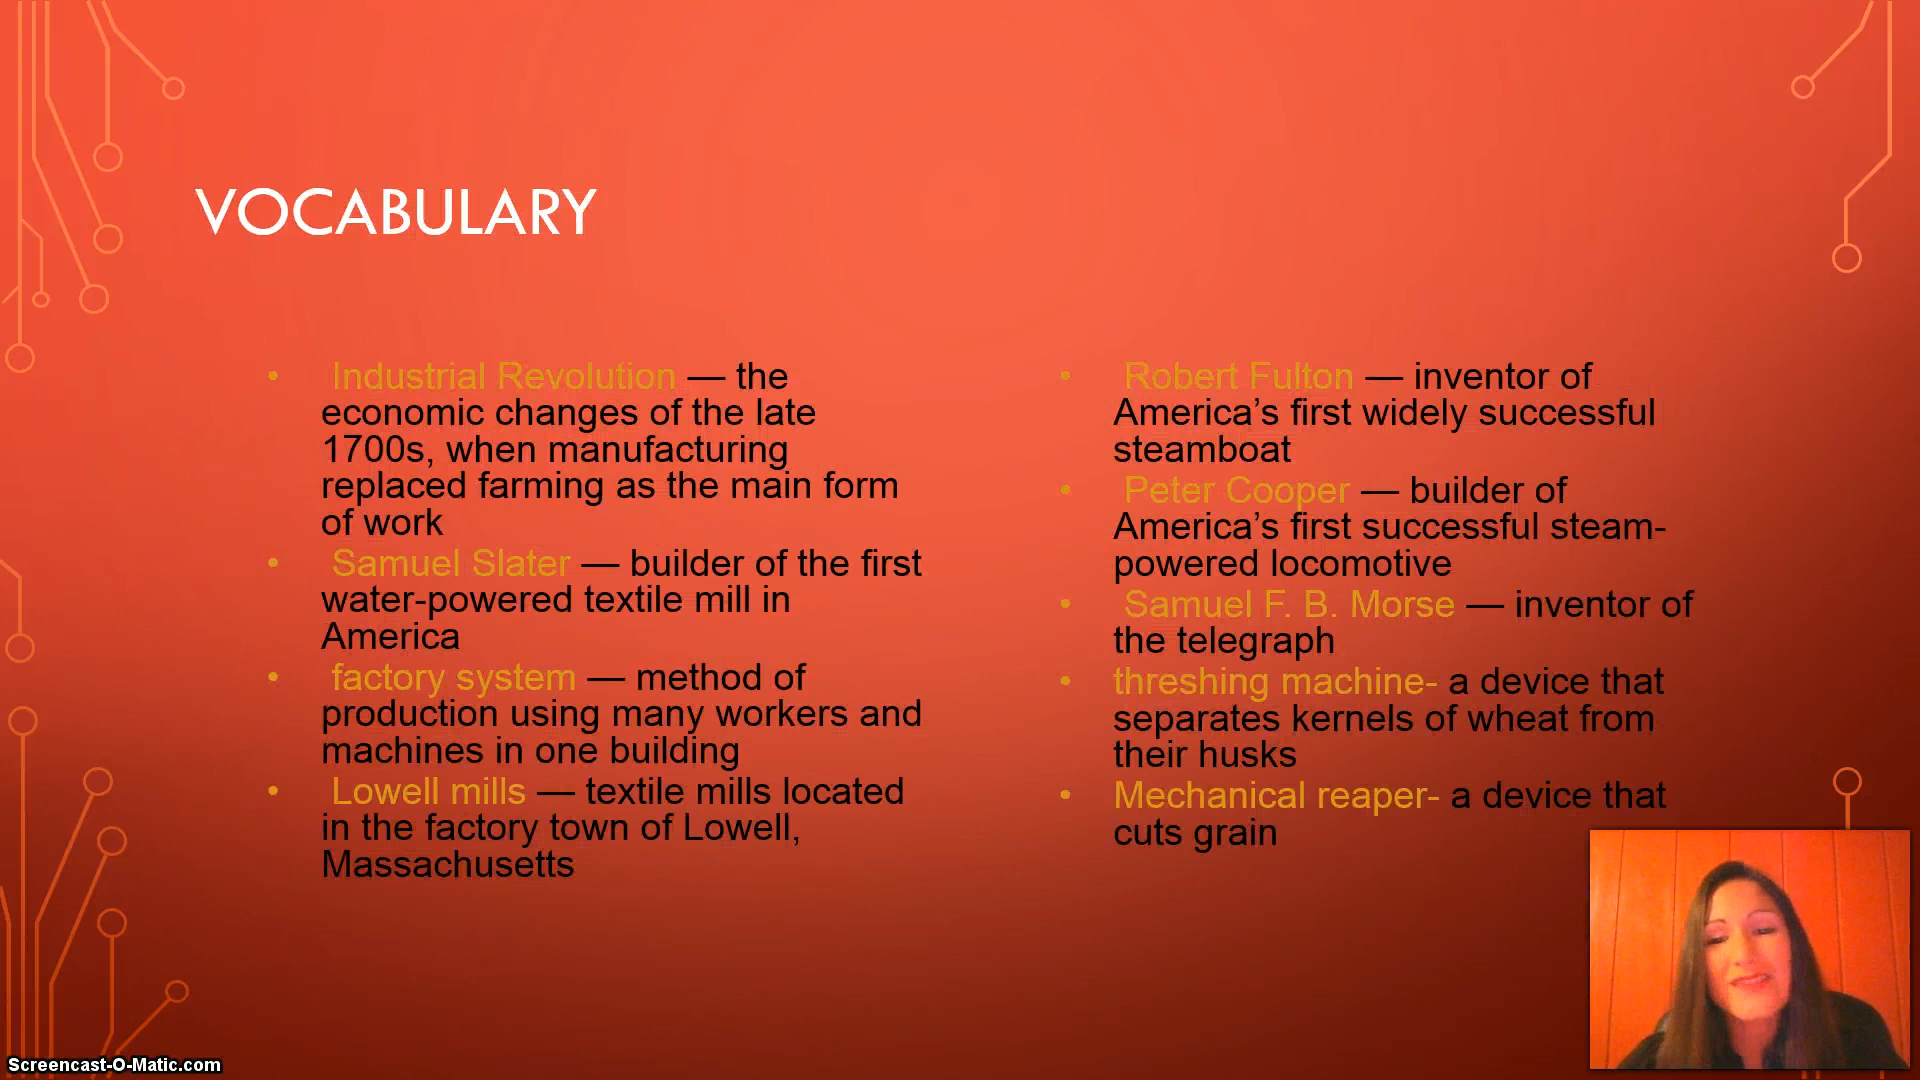 VOCABULARY
• Industrial Revolution — the
economic changes of the late
1700s, when manufacturing
replaced farming as the main form
of work
• Samuel Slater — builder of the first
water-powered textile mill in
America
• factory system — method of
production using many workers and
machines in one building
• Lowell mills — textile mills located
in the factory town of Lowell,
Massachusetts
• Robert Fulton — inventor of
America’s first widely successful
steamboat
• Peter Cooper — builder of
America’s first successful steam-
powered locomotive
• Samuel F. B. Morse — inventor of
the telegraph
• threshing machine- a device that
separates kernels of wheat from
their husks
• Mechanical reaper- a device that
cuts grain
Screencast-O-Matic.com